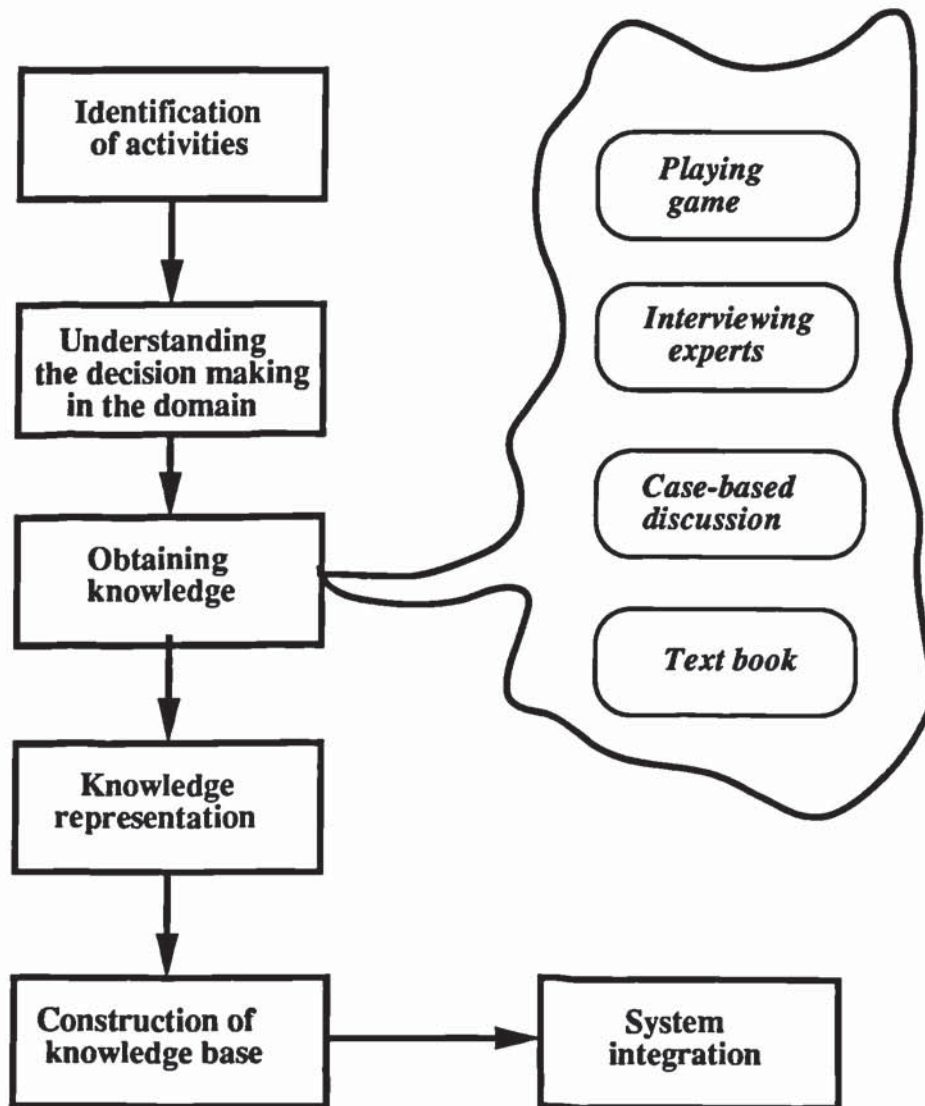 Identification
of activities
Understanding
the decision making
in the domain
Obtaining
knowledge
Knowledge
representation
Construction of
knowledge base
System
integration
Playing
game
Interviewing
experts
Case-based
discussion
Text book